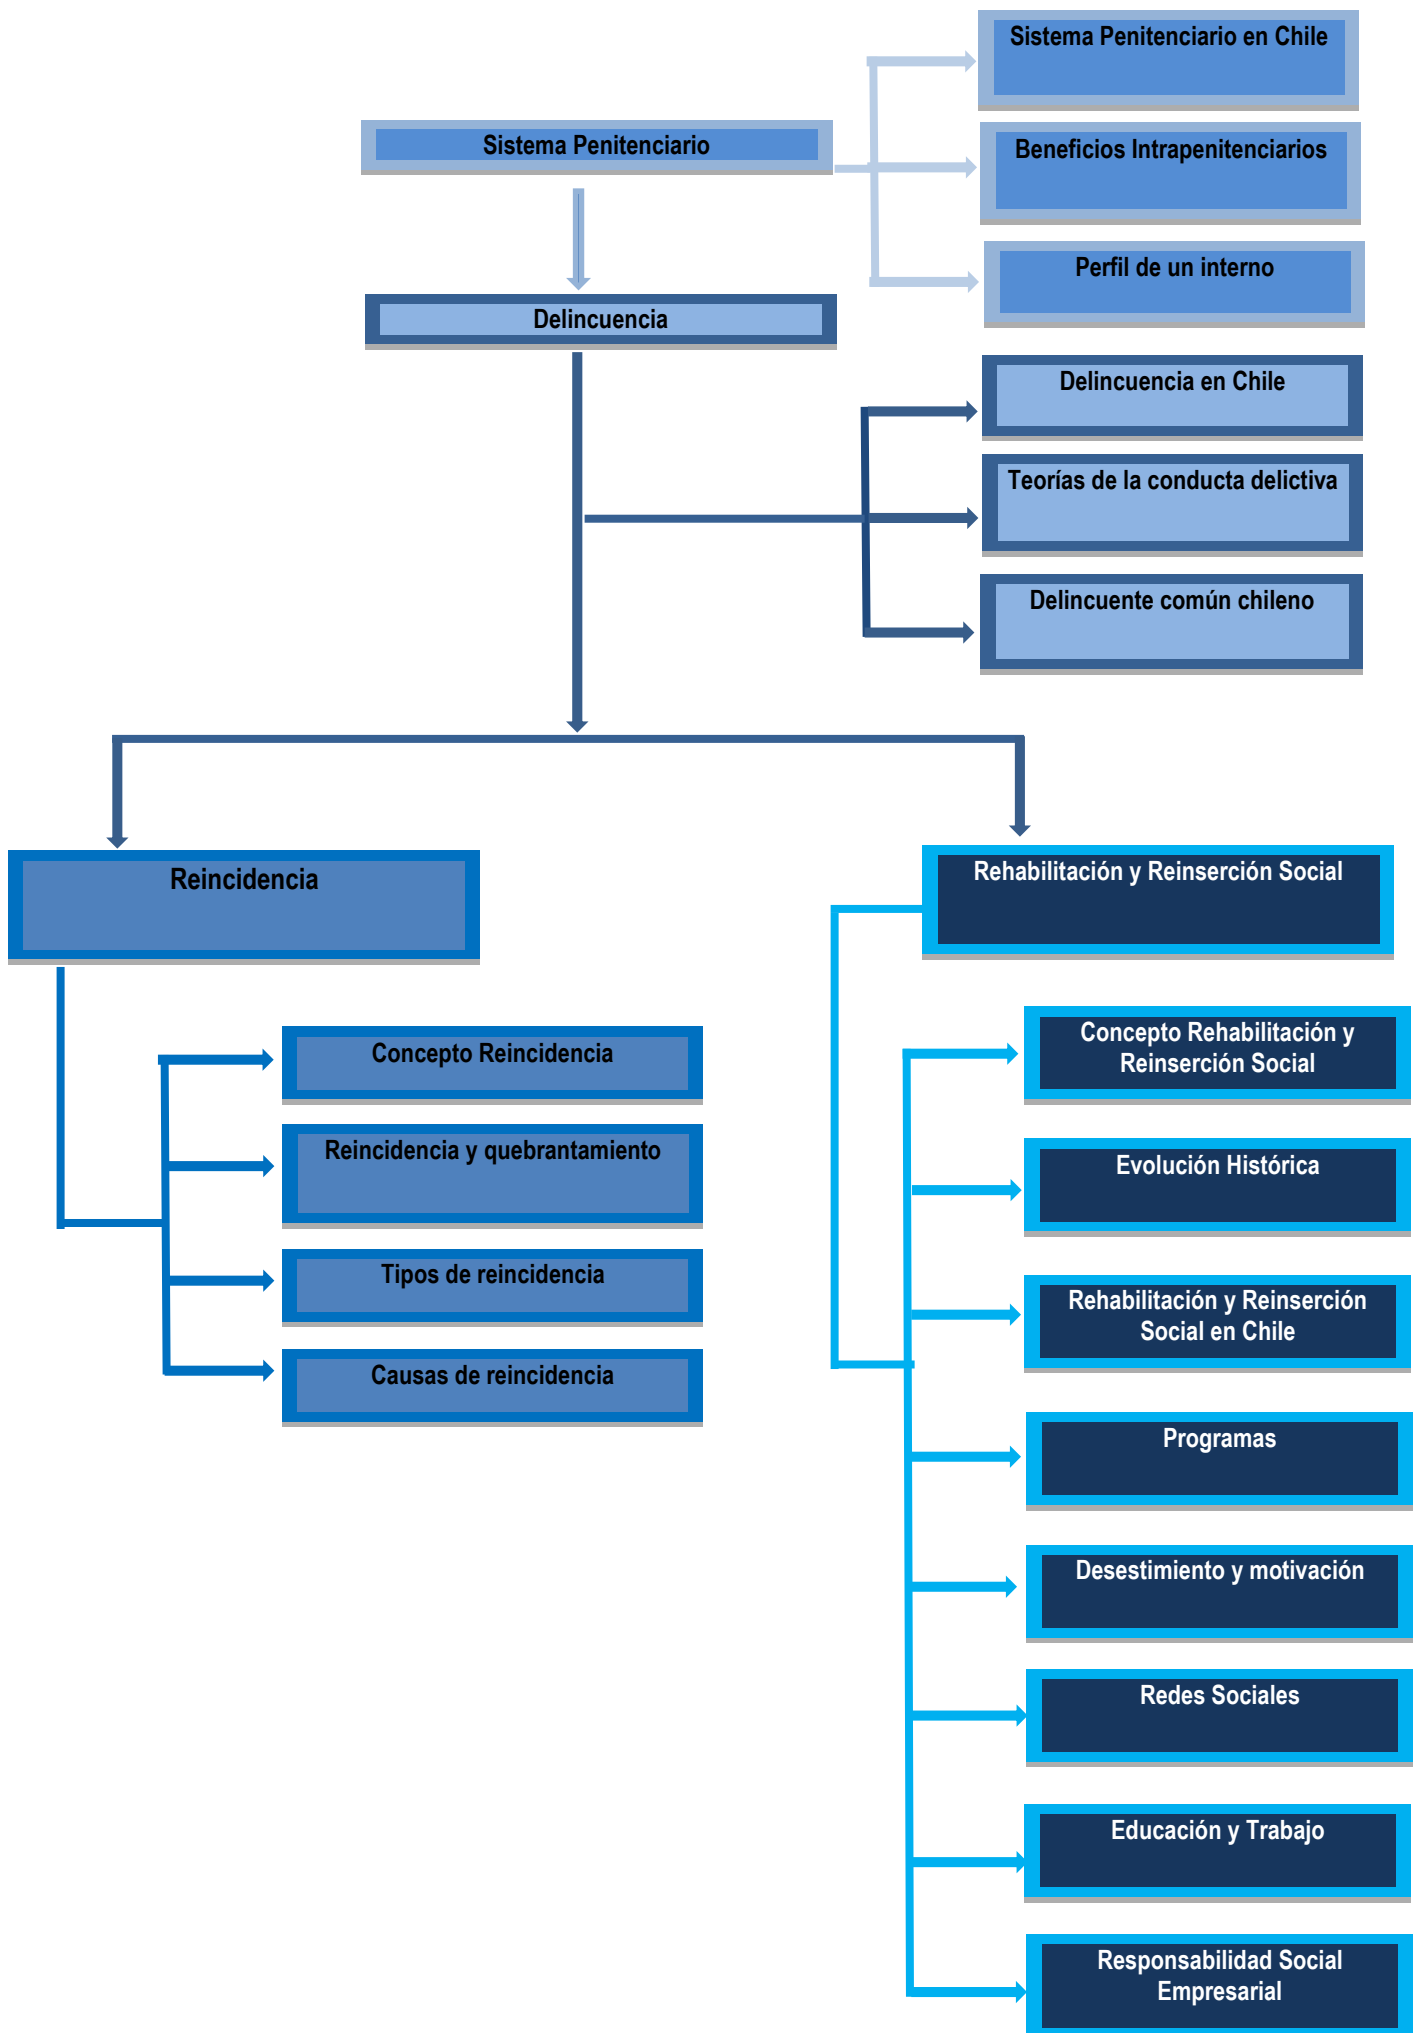 Sistema Penitenciario en Chile
Sistema Penitenciario
Beneficios Intrapenitenciarios
Perfil de un interno
Delincuencia
Delincuencia en Chile
Teorías de la conducta delictiva
Delincuente común chileno
Reincidencia
Rehabilitación y Reinserción Social
Concepto Reincidencia
Reincidencia y quebrantamiento
Tipos de reincidencia
Causas de reincidencia
Concepto Rehabilitación y
Reinserción Social
Evolución Histórica
Rehabilitación y Reinserción
Social en Chile
Programas
Desestimiento y motivación
Redes Sociales
Educación y Trabajo
Responsabilidad Social
Empresarial